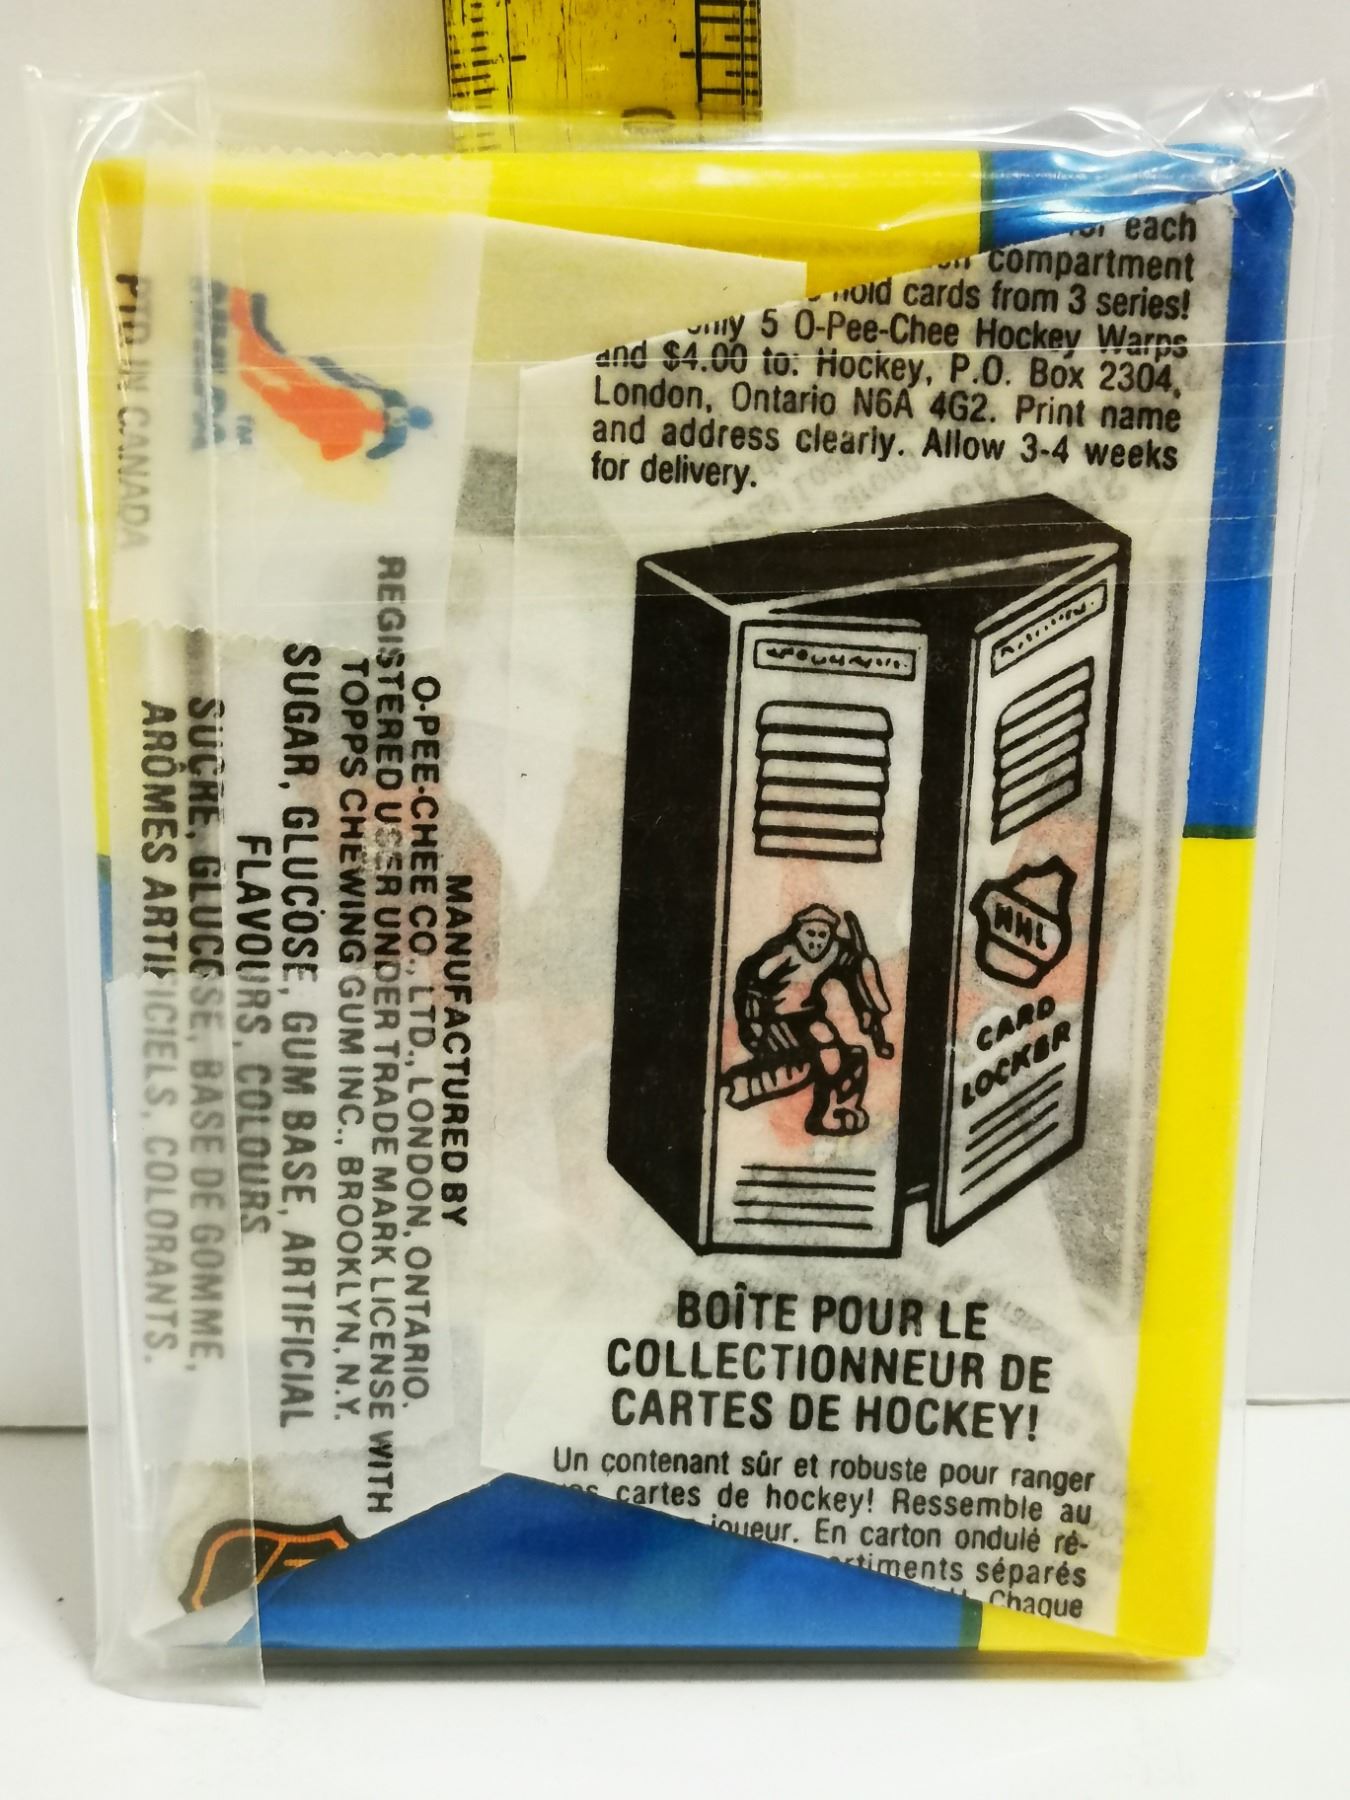 each
compartment
hold cards from 3 series!
only 5 O-Pee-Chee Hockey Warps
and $4.00 to: Hockey, P.O. Box 2304,
London, Ontario N6A 4G2. Print name
and address clearly. Allow 3-4 weeks
for delivery.
NHL
CARD
LOCKER
BOÎTE POUR LE
COLLECTIONNEUR DE
CARTES DE HOCKEY!
Un contenant sûr et robuste pour ranger
cartes de hockey! Ressemble au
joueur. En carton ondulé ré-
séparés
Chaque
MANUFACTURED BY
O-PEE-CHEE CO., LTD., LONDON, ONTARIO.
REGISTERED USER UNDER TRADE MARK LICENSE WITH
TOPPS CHEWING GUM INC., BROOKLYN, N.Y.
SUGAR, GLUCOSE, GUM BASE, ARTIFICIAL
FLAVOURS, COLOURS
SUCRE, GLUCOSE, BASE DE GOMME,
ARÔMES ARTIFICIELS, COLORANTS.
PTD IN CANADA
TM